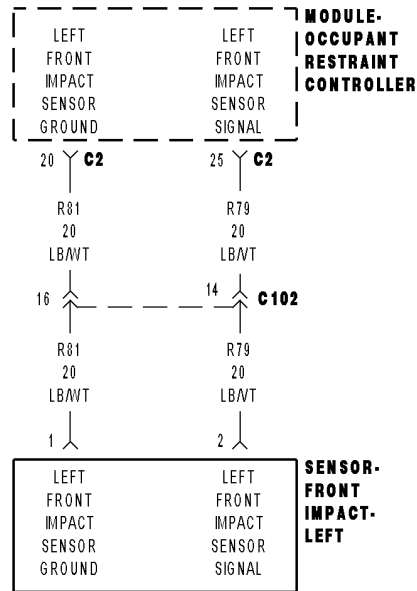 MODULE-
OCCUPANT
RESTRAINT
CONTROLLER
LEFT LEFT
FRONT FRONT
IMPACT IMPACT
SENSOR SENSOR
GROUND SIGNAL
20 C2 25 C2
R81 R79
20 20
LB/WT LB/WT
16 14 C102
R81 R79
20 20
LB/WT LB/WT
1 2
SENSOR-
FRONT
IMPACT-
LEFT
LEFT LEFT
FRONT FRONT
IMPACT IMPACT
SENSOR SENSOR
GROUND SIGNAL